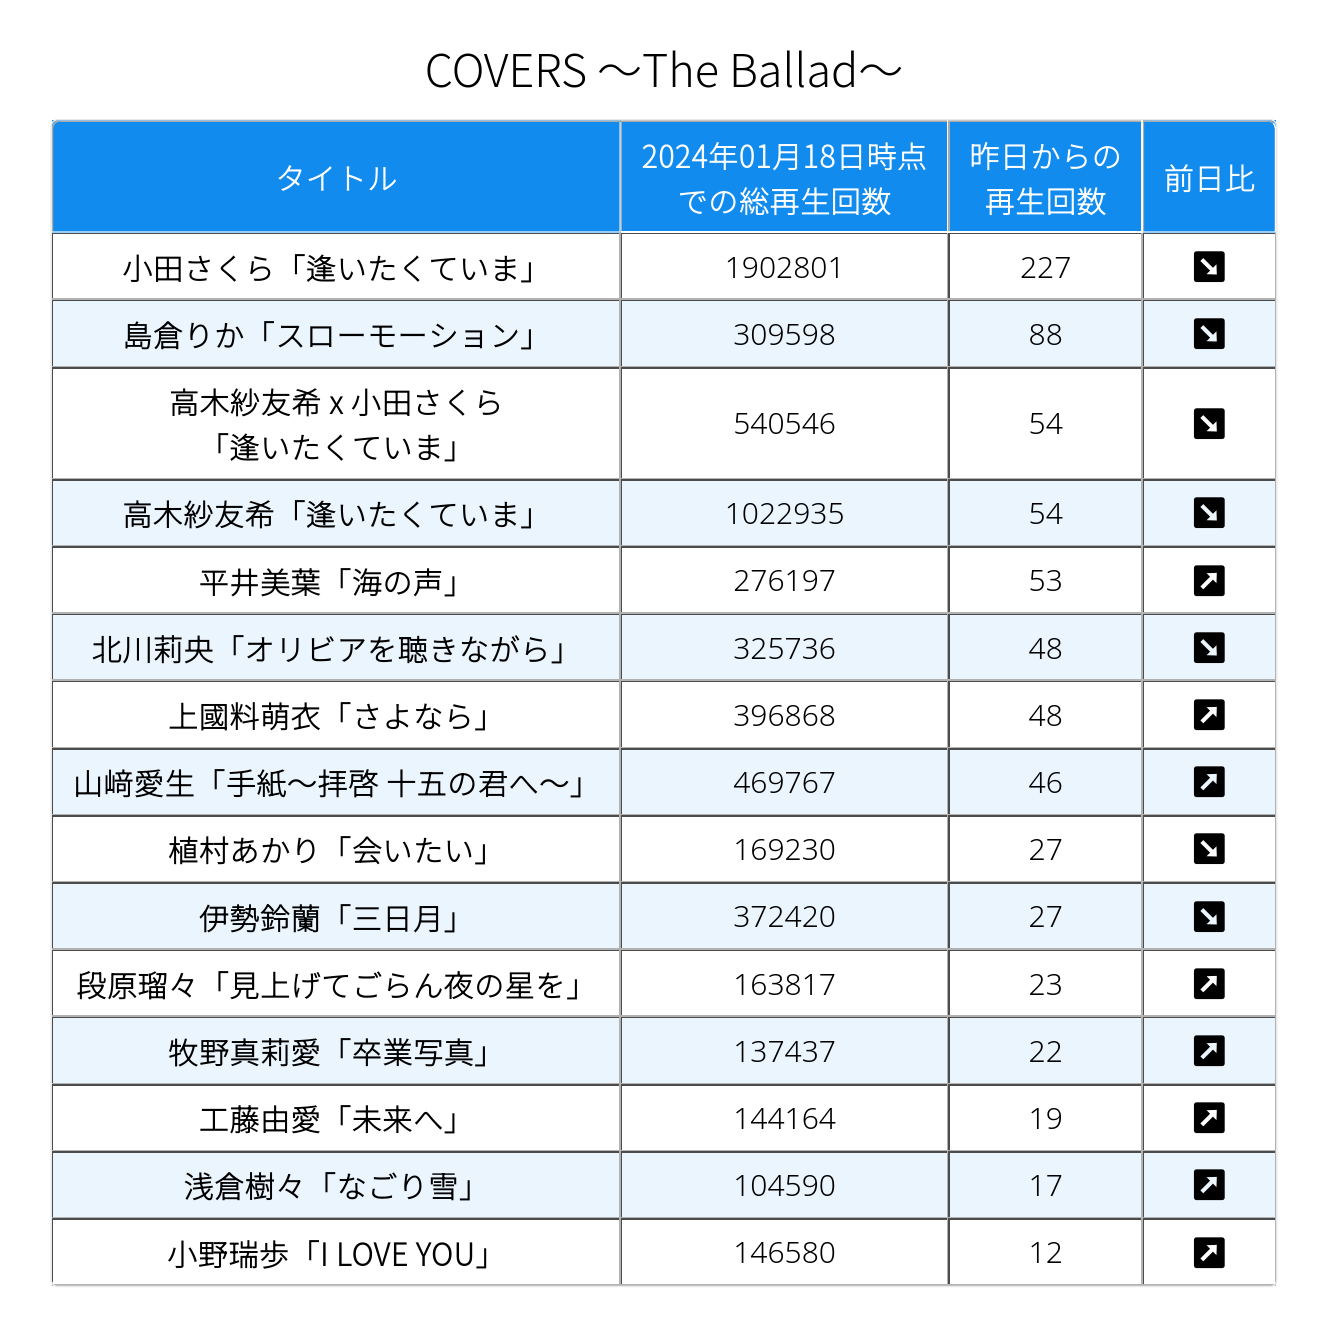 COVERS ～The Ballad～
タイトル
2024年01月18日時点
での総再生回数
昨日からの
再生回数
前日比
小田さくら「逢いたくていま」 1902801 227 ↘
島倉りか「スローモーション」 309598 88 ↘
高木紗友希 x 小田さくら
「逢いたくていま」 540546 54 ↘
高木紗友希「逢いたくていま」 1022935 54 ↘
平井美葉「海の声」 276197 53 ↗
北川莉央「オリビアを聴きながら」 325736 48 ↘
上國料萌衣「さよなら」 396868 48 ↗
山﨑愛生「手紙～拝啓 十五の君へ～」 469767 46 ↗
植村あかり「会いたい」 169230 27 ↘
伊勢鈴蘭「三日月」 372420 27 ↘
段原瑠々「見上げてごらん夜の星を」 163817 23 ↗
牧野真莉愛「卒業写真」 137437 22 ↗
工藤由愛「未来へ」 144164 19 ↗
浅倉樹々「なごり雪」 104590 17 ↗
小野瑞歩「I LOVE YOU」 146580 12 ↗